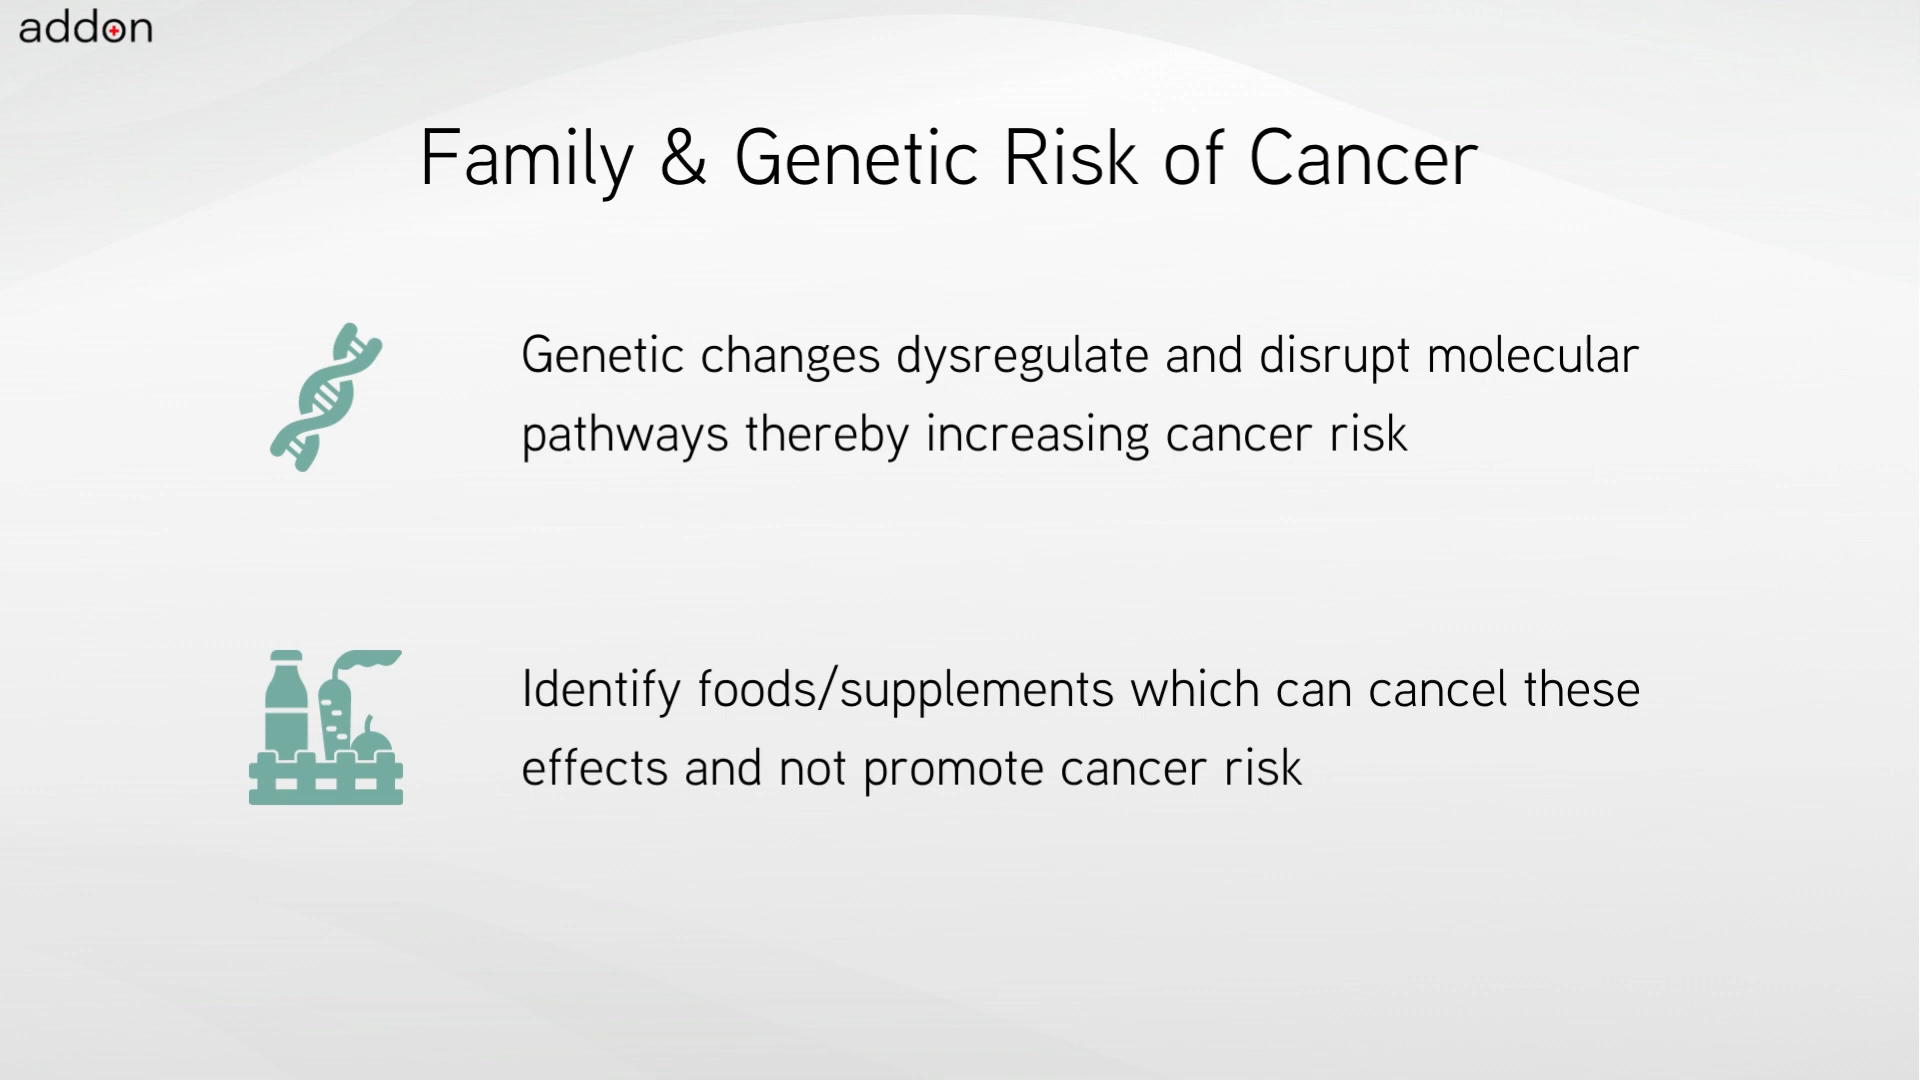 addon
Family & Genetic Risk of Cancer
Genetic changes dysregulate and disrupt molecular
pathways thereby increasing cancer risk
Identify foods/supplements which can cancel these
effects and not promote cancer risk